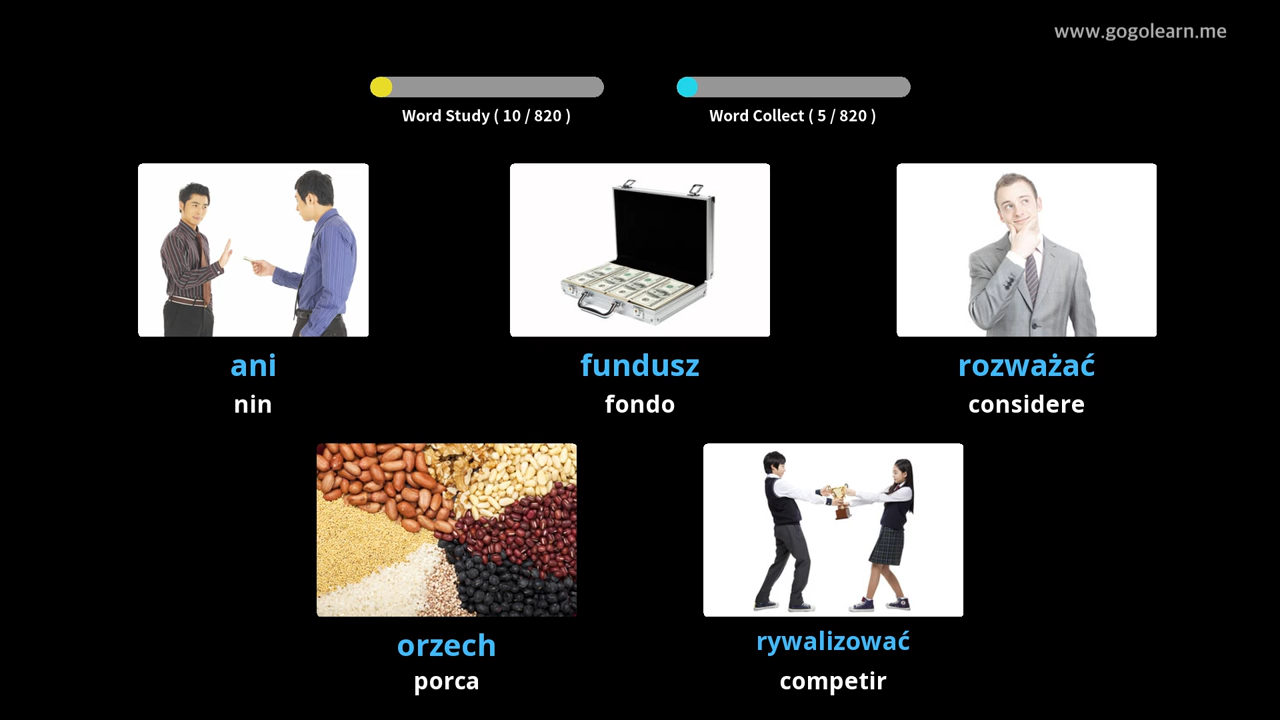 www.gogolearn.me
Word Study ( 10 / 820 )
Word Collect ( 5 / 820 )
ani
nin
fundusz
fondo
rozważać
considere
orzech
porca
rywalizować
competir